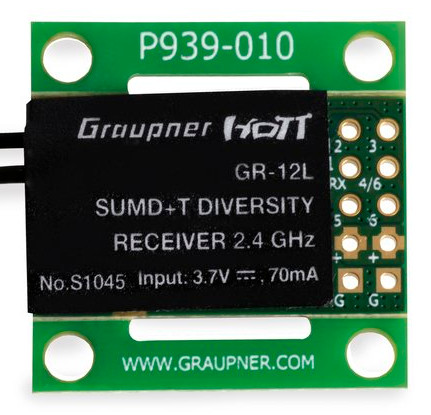 P939-010
Graupner HoTT
GR-12L
SUMD+T DIVERSITY
RECEIVER 2.4 GHz
No.S1045 Input: 3.7V ⎓, 70mA
2 3
1
RX 4/6
5 6
+ +
G G
WWW.GRAUPNER.COM